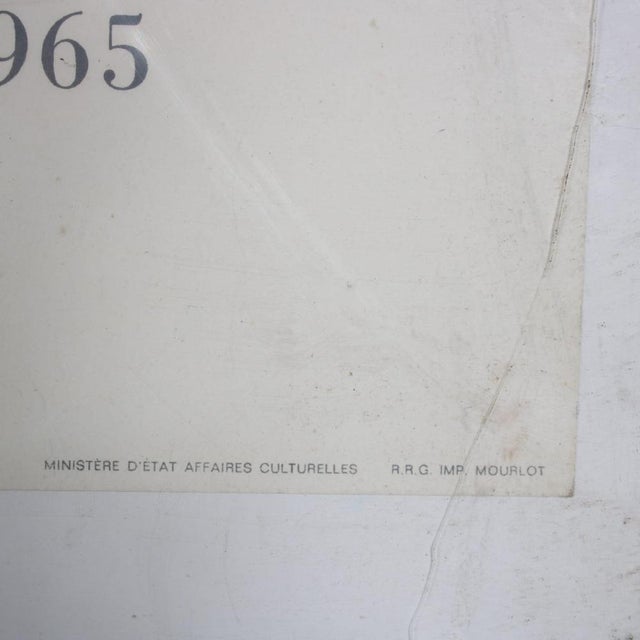 965
MINISTÈRE D'ÉTAT AFFAIRES CULTURELLES R.R.G. IMP. MOURLOT